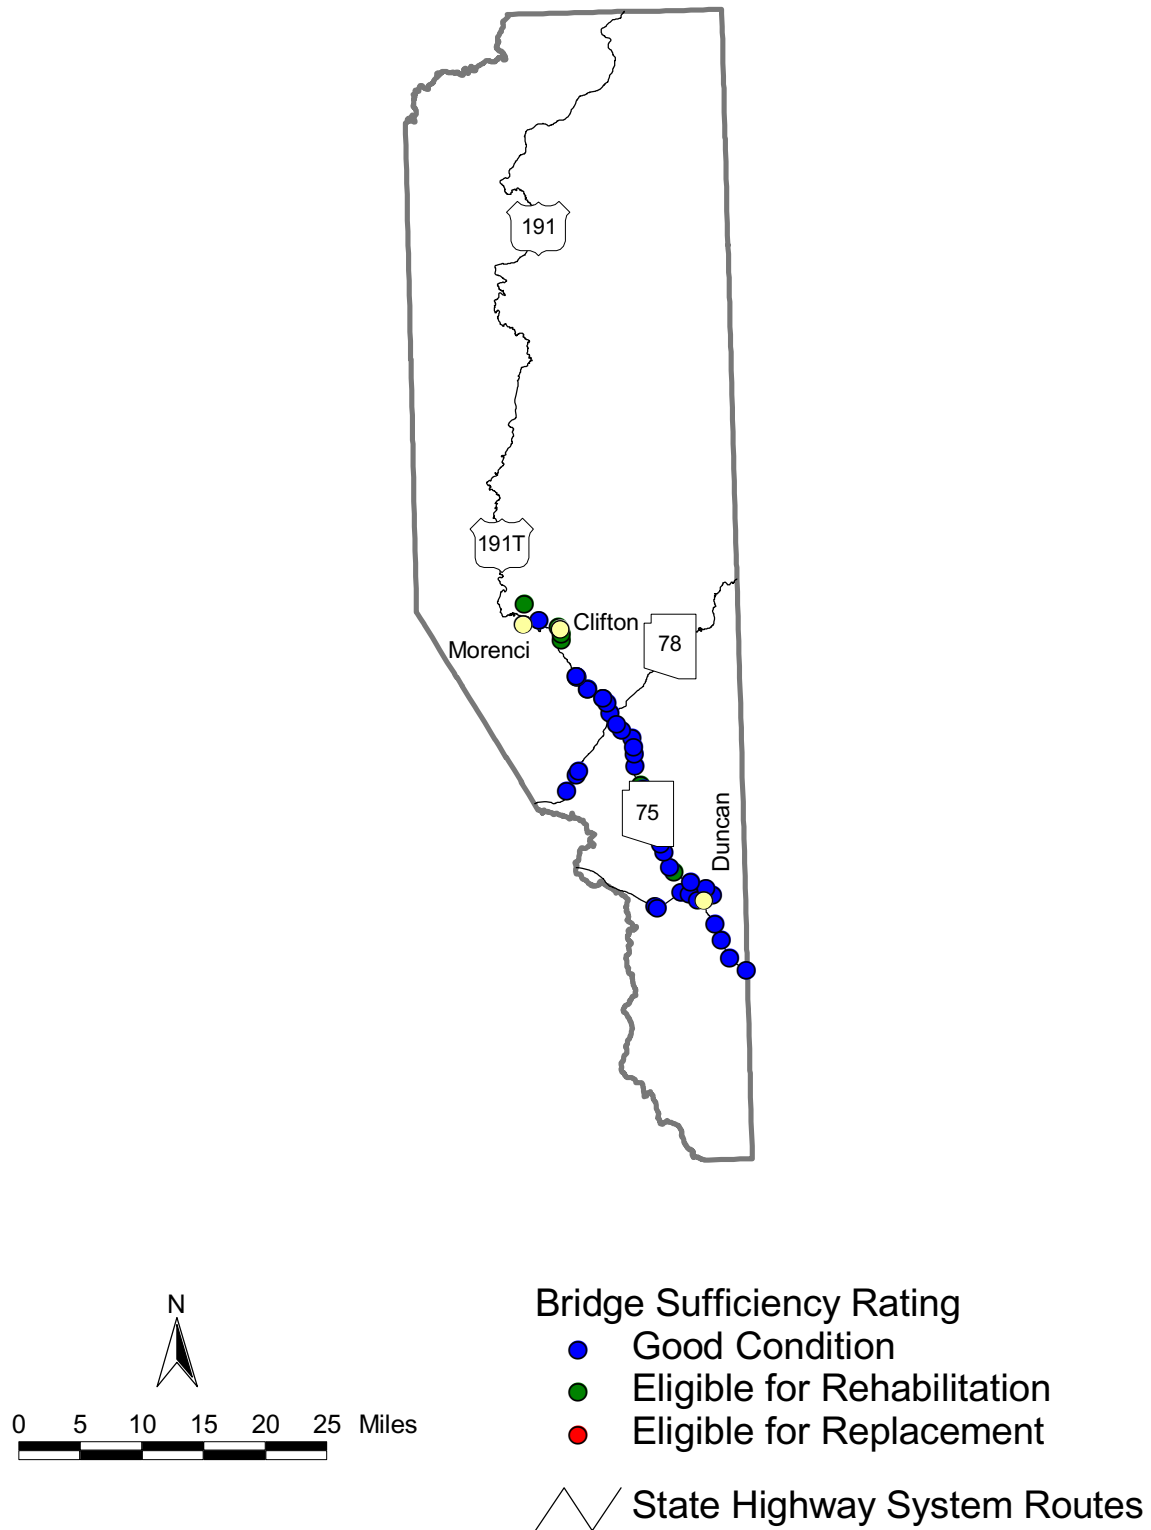 191
191T
Clifton
Morenci
78
75
Duncan
N
0 5 10 15 20 25 Miles
Bridge Sufficiency Rating
Good Condition
Eligible for Rehabilitation
Eligible for Replacement
State Highway System Routes